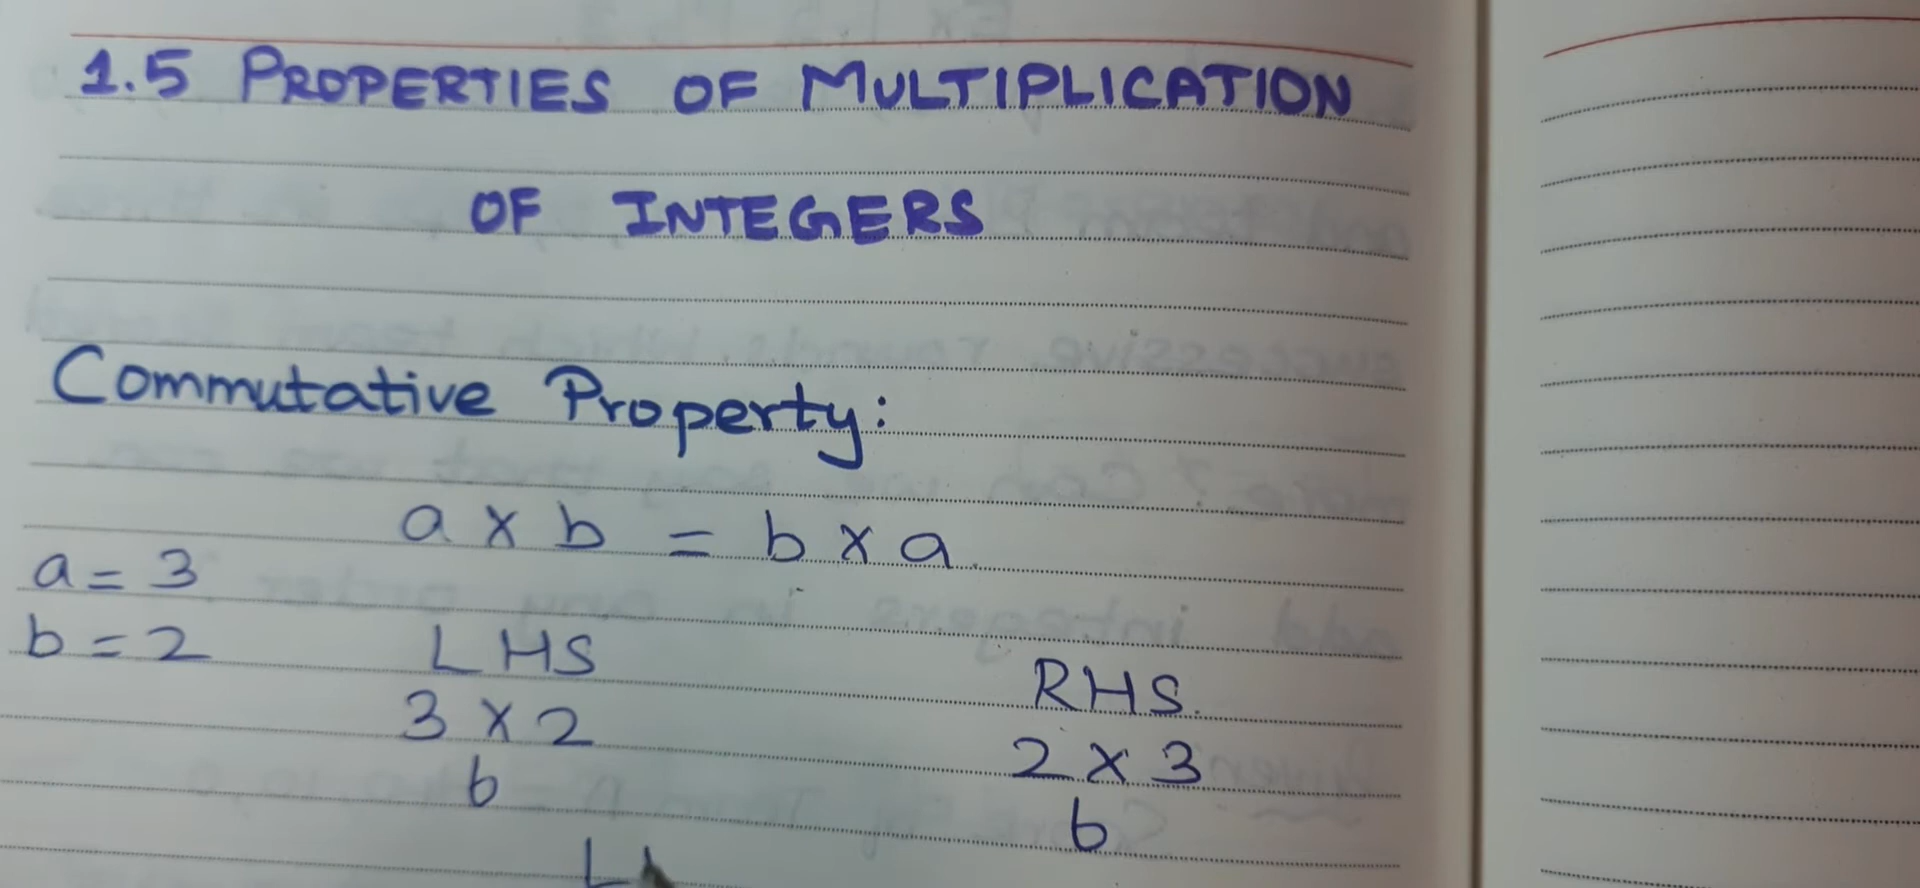 1.5 PROPERTIES OF MULTIPLICATION
OF INTEGERS
Commutative Property:
a x b = b x a.
a = 3
b = 2
LHS
RHS.
3 x 2
2 x 3
6
6